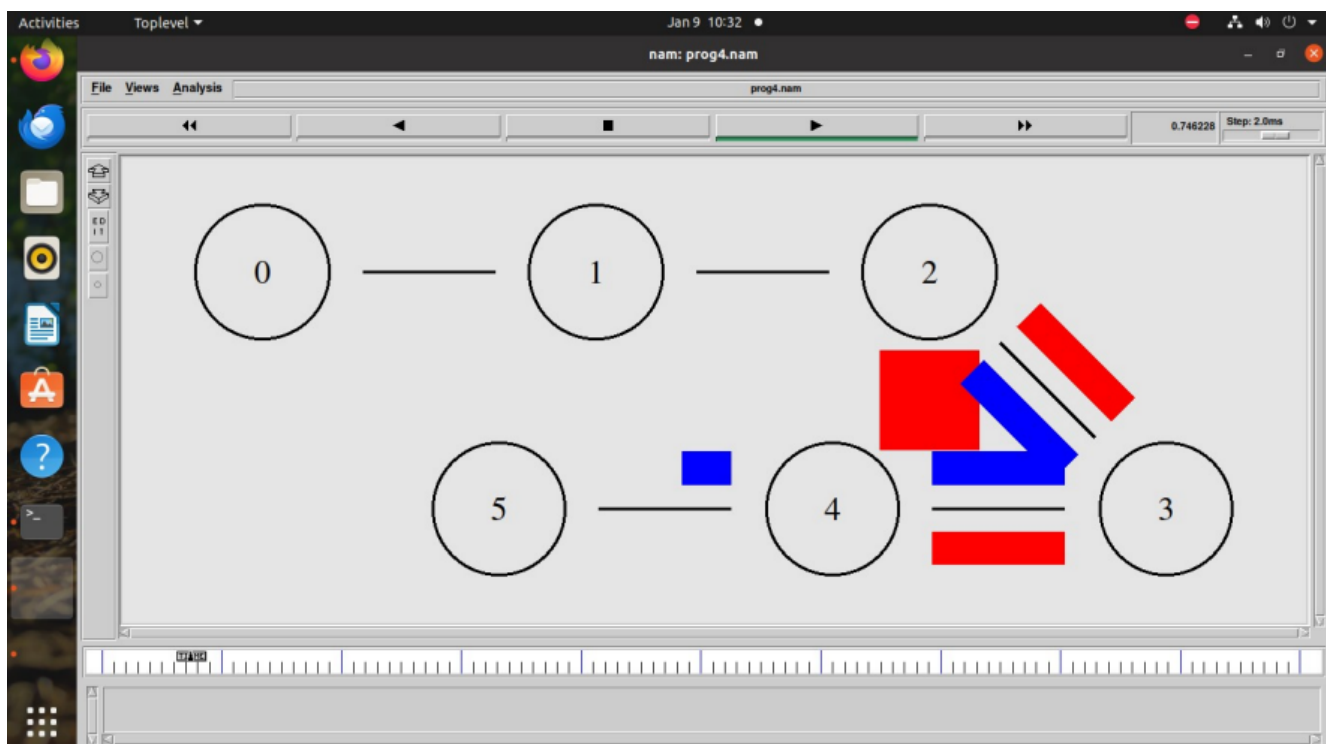 Activities Toplevel Jan 9 10:32
nam: prog4.nam
File Views Analysis prog4.nam
0.746228 Step: 2.0ms
E D
I T
0 1 2
5 4 3